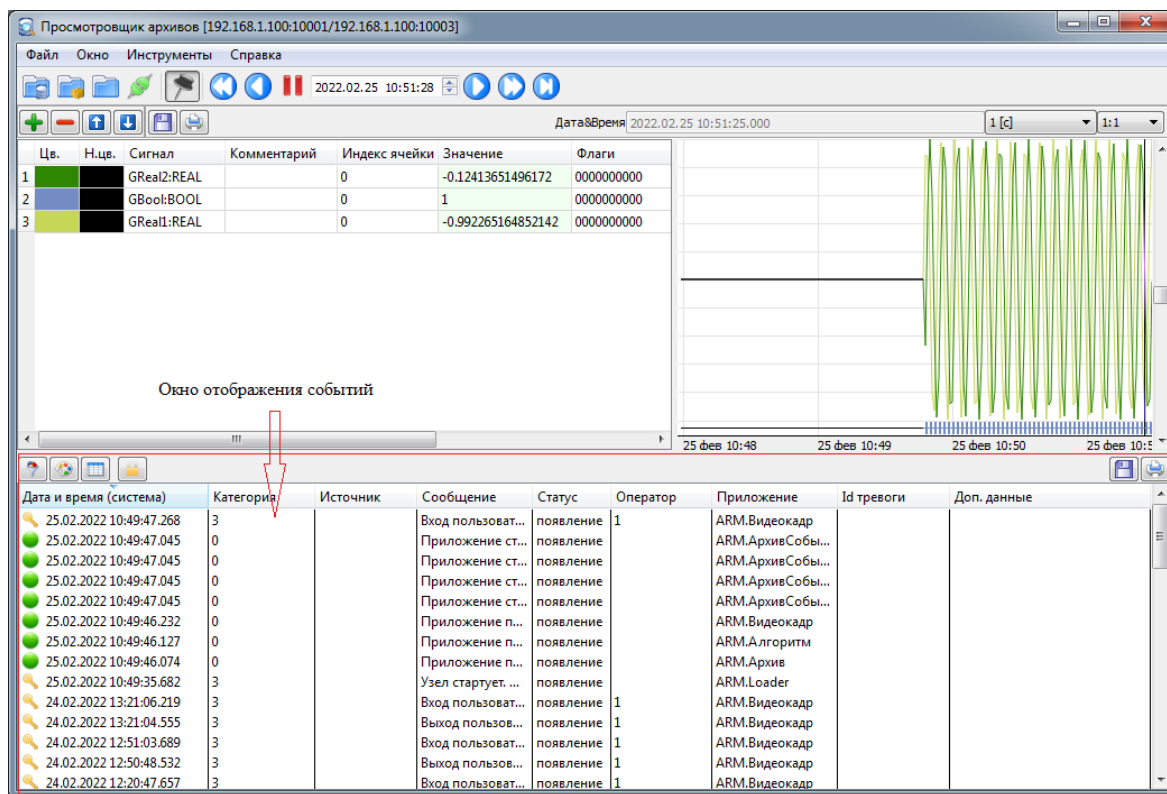 Просмотровщик архивов [192.168.1.100:10001/192.168.1.100:10003]
Файл Окно Инструменты Справка
2022.02.25 10:51:28
Дата&Время 2022.02.25 10:51:25.000 1 [с] 1:1
Цв. Н.цв. Сигнал Комментарий Индекс ячейки Значение Флаги
1 GReal2:REAL 0 -0.12413651496172 0000000000
2 GBool:BOOL 0 1 0000000000
3 GReal1:REAL 0 -0.992265164852142 0000000000
Окно отображения событий
25 фев 10:48 25 фев 10:49 25 фев 10:50 25 фев 10:5
Дата и время (система) Категория Источник Сообщение Статус Оператор Приложение Id тревоги Доп. данные
25.02.2022 10:49:47.268 3 Вход пользоват... появление 1 ARM.Видеокадр
25.02.2022 10:49:47.045 0 Приложение ст... появление ARM.АрхивСобы...
25.02.2022 10:49:47.045 0 Приложение ст... появление ARM.АрхивСобы...
25.02.2022 10:49:47.045 0 Приложение ст... появление ARM.АрхивСобы...
25.02.2022 10:49:47.045 0 Приложение ст... появление ARM.АрхивСобы...
25.02.2022 10:49:46.232 0 Приложение п... появление ARM.Видеокадр
25.02.2022 10:49:46.127 0 Приложение п... появление ARM.Алгоритм
25.02.2022 10:49:46.074 0 Приложение п... появление ARM.Архив
25.02.2022 10:49:35.682 3 Узел стартует. ... появление ARM.Loader
24.02.2022 13:21:06.219 3 Вход пользоват... появление 1 ARM.Видеокадр
24.02.2022 13:21:04.555 3 Выход пользов... появление 1 ARM.Видеокадр
24.02.2022 12:51:03.689 3 Вход пользоват... появление 1 ARM.Видеокадр
24.02.2022 12:50:48.532 3 Выход пользов... появление 1 ARM.Видеокадр
24.02.2022 12:20:47.657 3 Вход пользоват... появление 1 ARM.Видеокадр